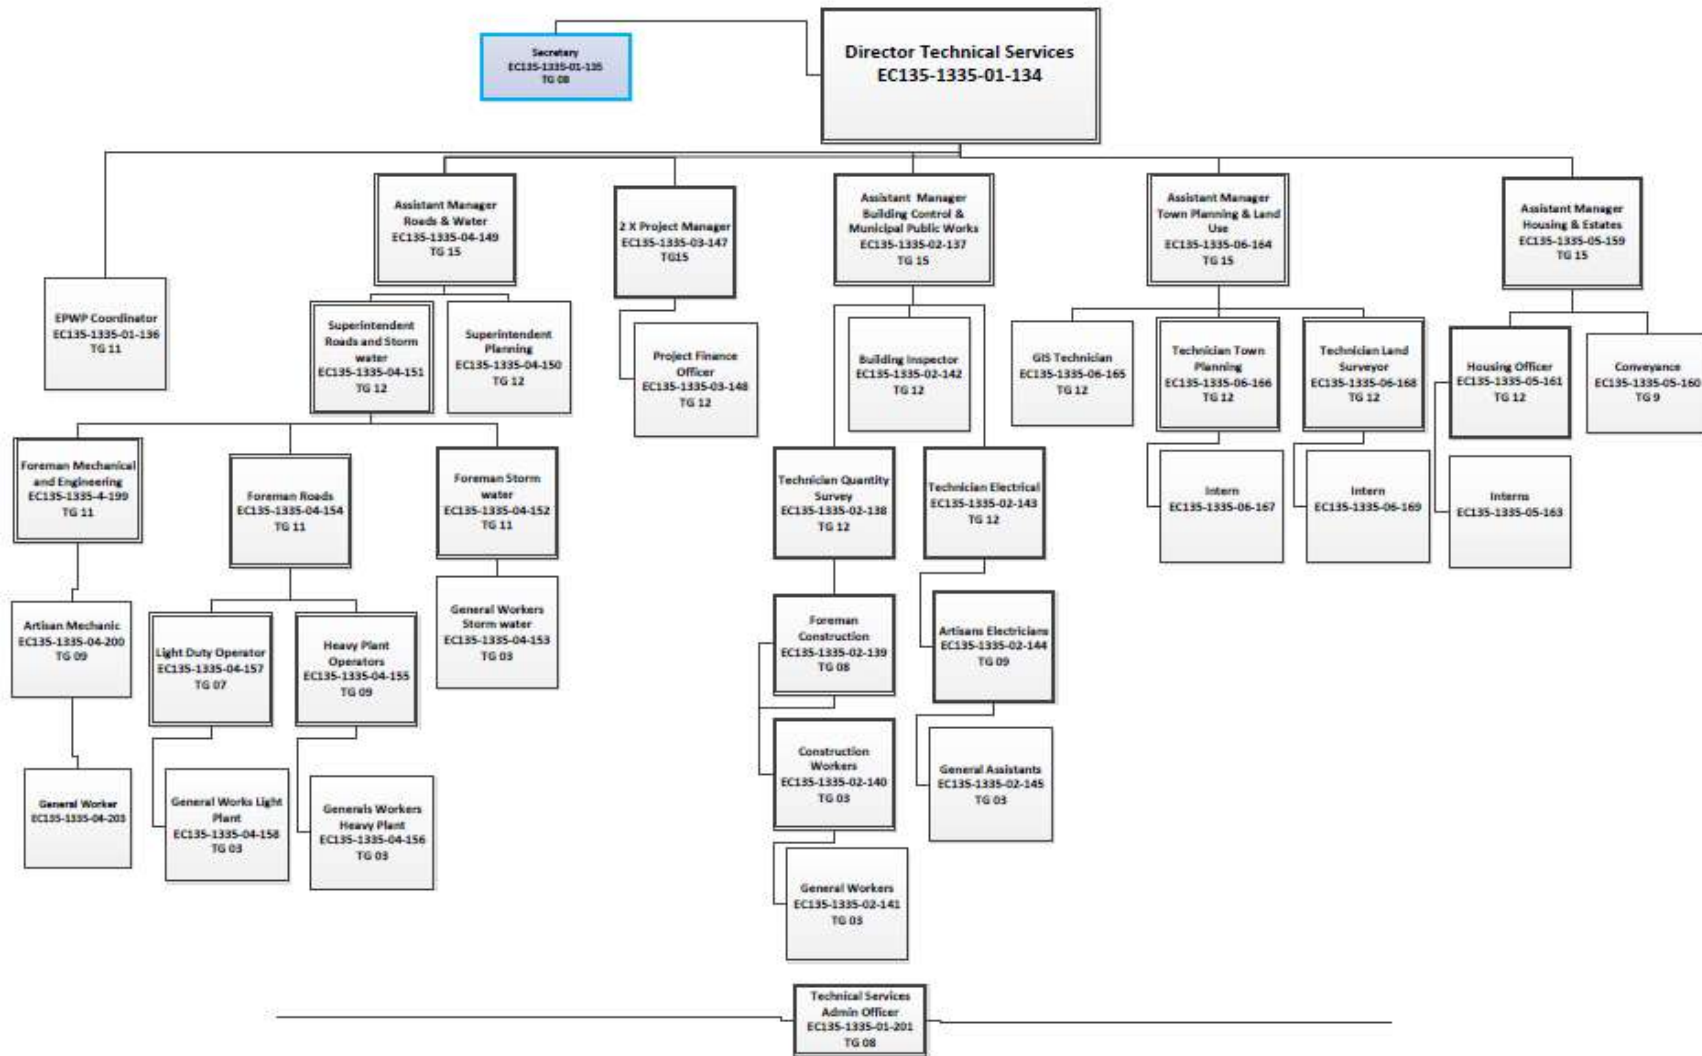 Secretary
EC135-1335-01-135
TG 08
Director Technical Services
EC135-1335-01-134
Assistant Manager
Roads & Water
EC135-1335-04-149
TG 15
2 X Project Manager
EC135-1335-03-147
TG15
Assistant Manager
Building Control &
Municipal Public Works
EC135-1335-02-137
TG 15
Assistant Manager
Town Planning & Land
Use
EC135-1335-06-164
TG 15
Assistant Manager
Housing & Estates
EC135-1335-05-159
TG 15
EPWP Coordinator
EC135-1335-01-136
TG 11
Superintendent
Roads and Storm
water
EC135-1335-04-151
TG 12
Superintendent
Planning
EC135-1335-04-150
TG 12
Project Finance
Officer
EC135-1335-03-148
TG 12
Building Inspector
EC135-1335-02-142
TG 12
GIS Technician
EC135-1335-06-165
TG 12
Technician Town
Planning
EC135-1335-06-166
TG 12
Technician Land
Surveyor
EC135-1335-06-168
TG 12
Housing Officer
EC135-1335-05-161
TG 12
Conveyance
EC135-1335-05-160
TG 9
Foreman Mechanical
and Engineering
EC135-1335-4-199
TG 11
Foreman Roads
EC135-1335-04-154
TG 11
Foreman Storm
water
EC135-1335-04-152
TG 11
Technician Quantity
Survey
EC135-1335-02-138
TG 12
Technician Electrical
EC135-1335-02-143
TG 12
Intern
EC135-1335-06-167
Intern
EC135-1335-06-169
Interns
EC135-1335-05-163
Artisan Mechanic
EC135-1335-04-200
TG 09
Light Duty Operator
EC135-1335-04-157
TG 07
Heavy Plant
Operators
EC135-1335-04-155
TG 09
General Workers
Storm water
EC135-1335-04-153
TG 03
Foreman
Construction
EC135-1335-02-139
TG 08
Artisans Electricians
EC135-1335-02-144
TG 09
General Worker
EC135-1335-04-203
General Works Light
Plant
EC135-1335-04-158
TG 03
Generals Workers
Heavy Plant
EC135-1335-04-156
TG 03
Construction
Workers
EC135-1335-02-140
TG 03
General Assistants
EC135-1335-02-145
TG 03
General Workers
EC135-1335-02-141
TG 03
Technical Services
Admin Officer
EC135-1335-01-201
TG 08